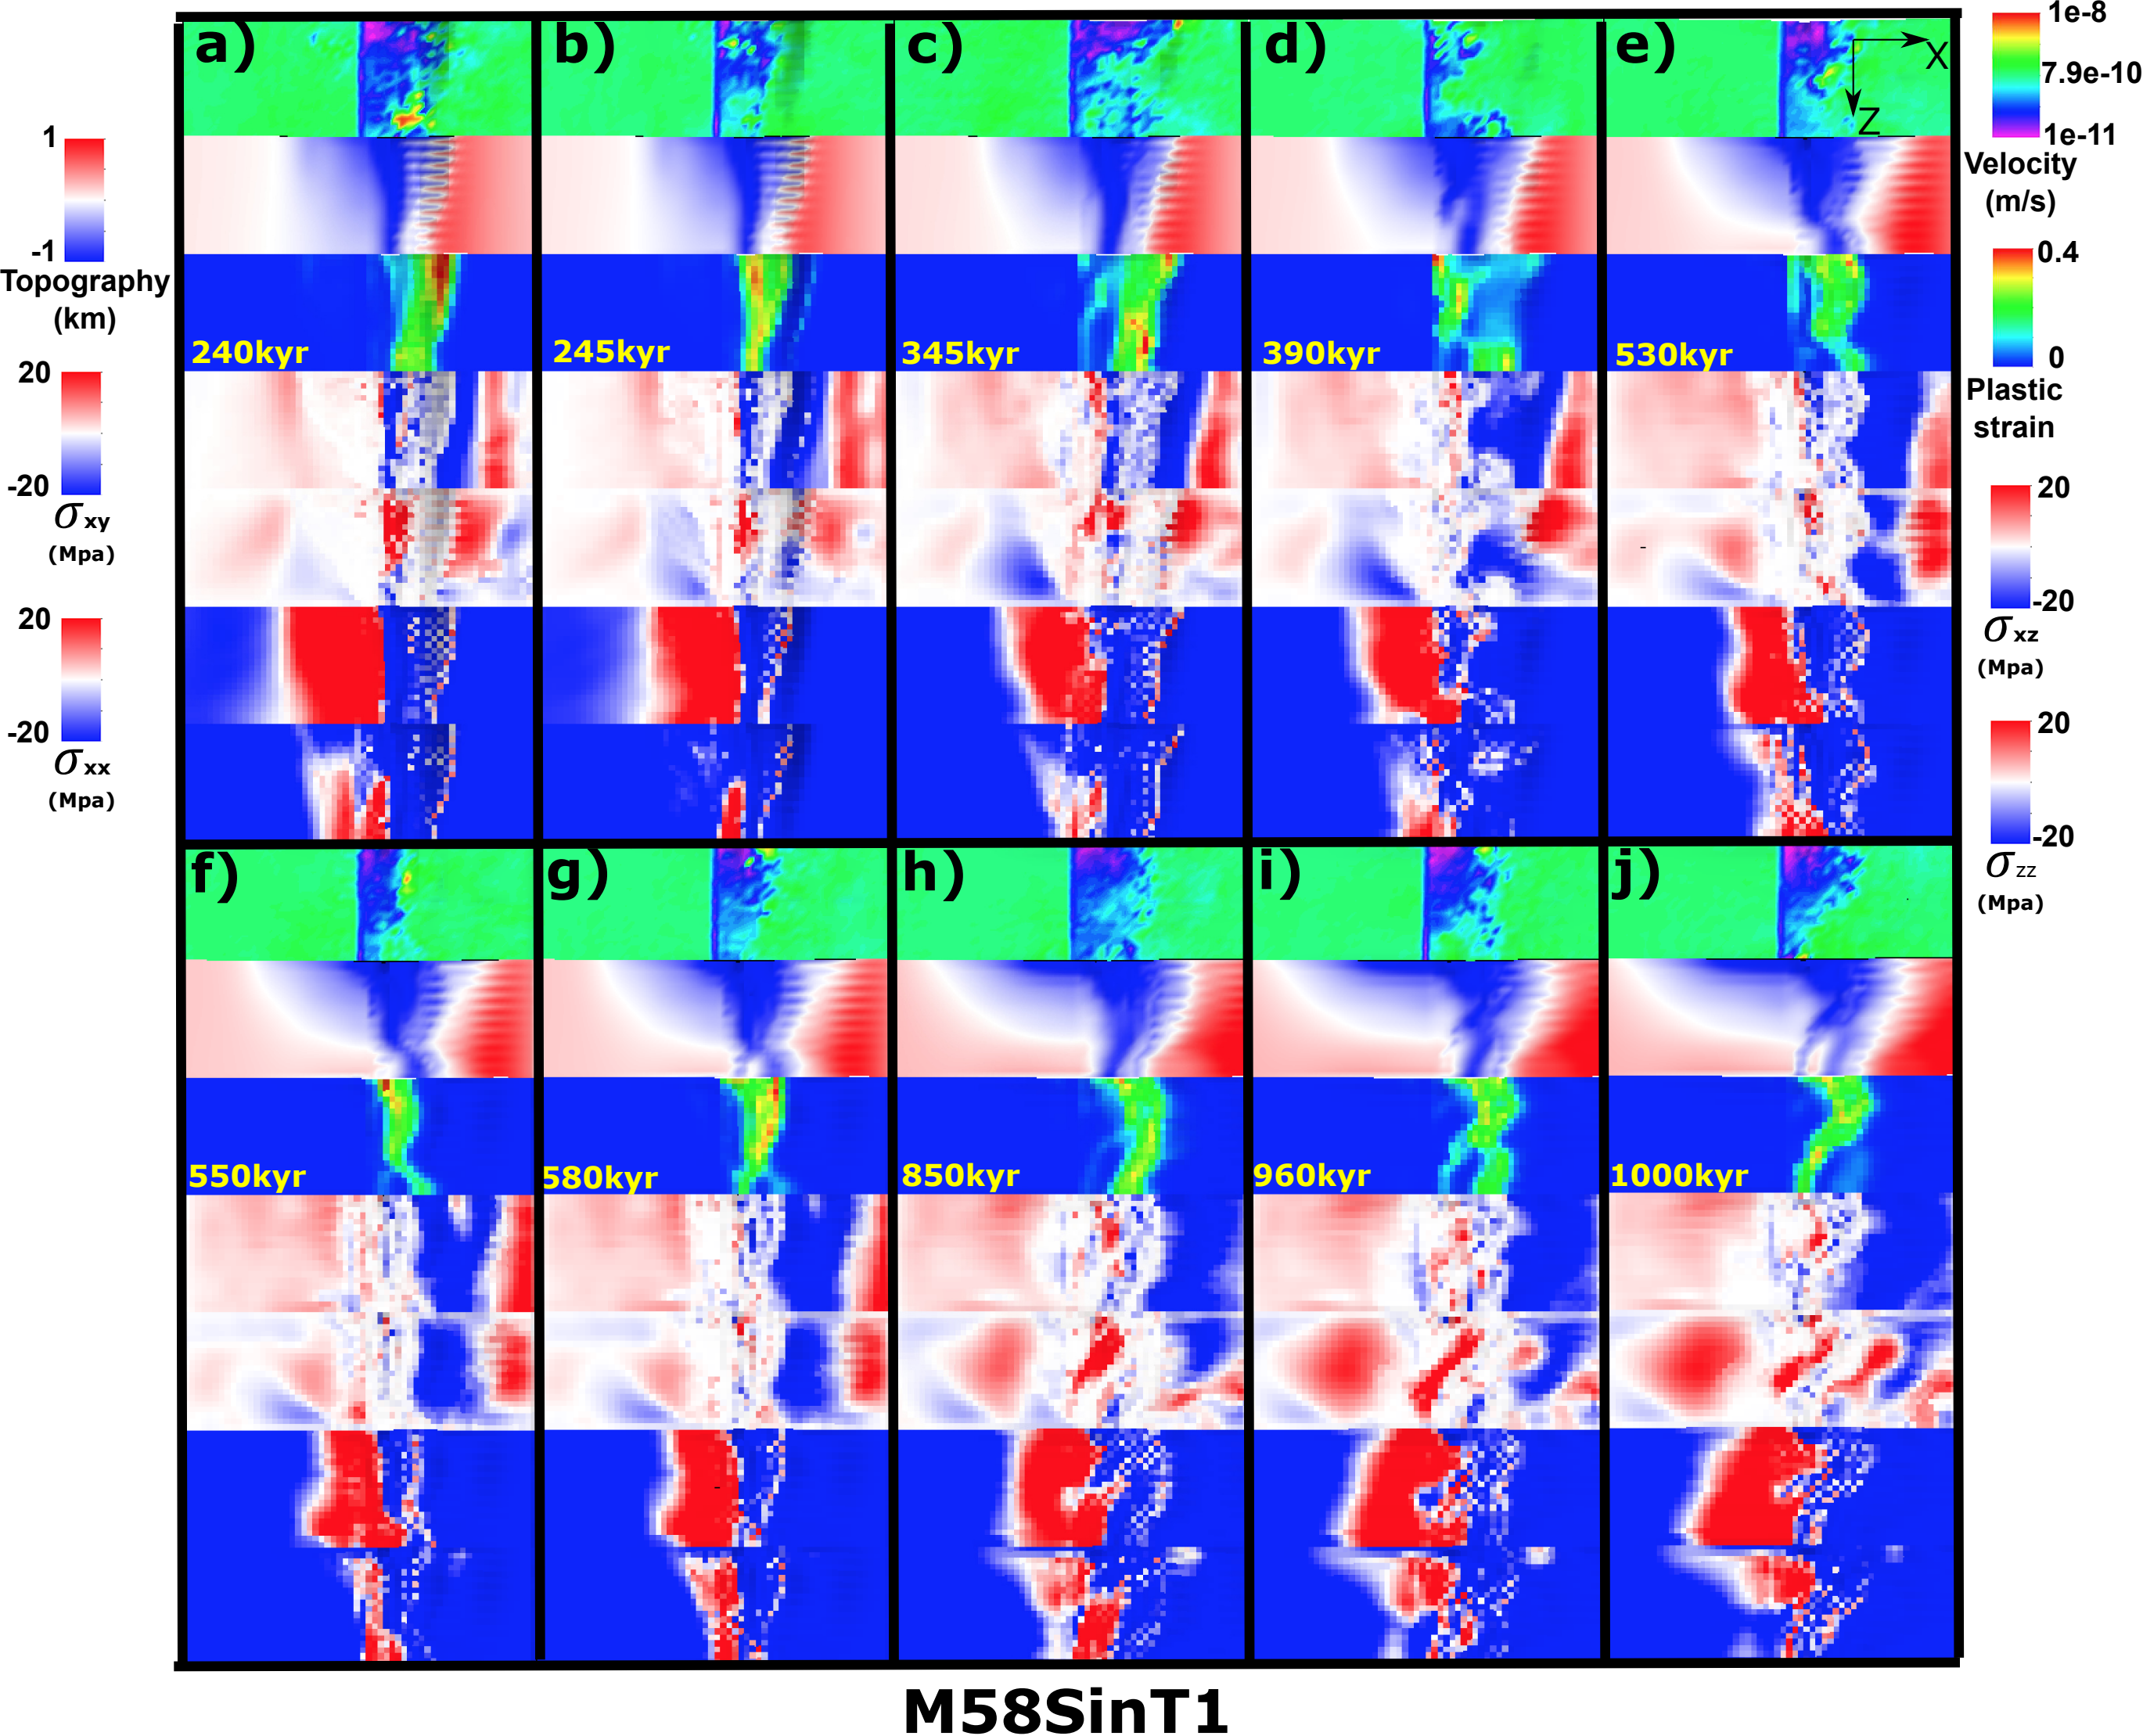 a)
b)
c)
d)
e)
X
Z
1e-8
7.9e-10
1e-11
Velocity
(m/s)
1
-1
Topography
(km)
240kyr
245kyr
345kyr
390kyr
530kyr
0.4
0
Plastic
strain
20
-20
σxy
(Mpa)
20
-20
σxz
(Mpa)
20
-20
σxx
(Mpa)
20
-20
σzz
(Mpa)
f)
g)
h)
i)
j)
550kyr
580kyr
850kyr
960kyr
1000kyr
M58SinT1